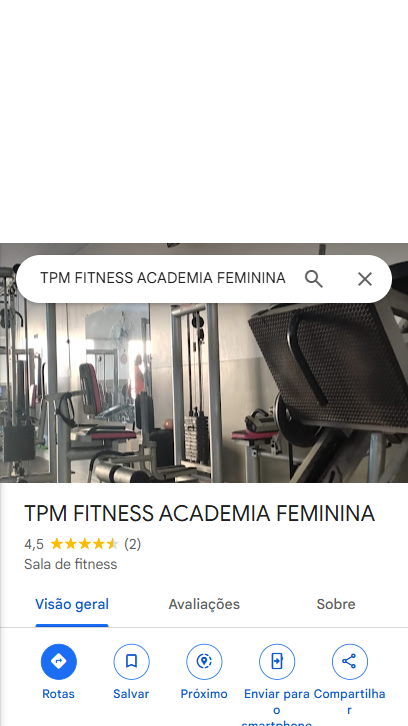 TPM FITNESS ACADEMIA FEMININA
TPM FITNESS ACADEMIA FEMININA
4,5 (2)
Sala de fitness
Visão geral Avaliações Sobre
Rotas Salvar Próximo Enviar para o smartphone Compartilhar